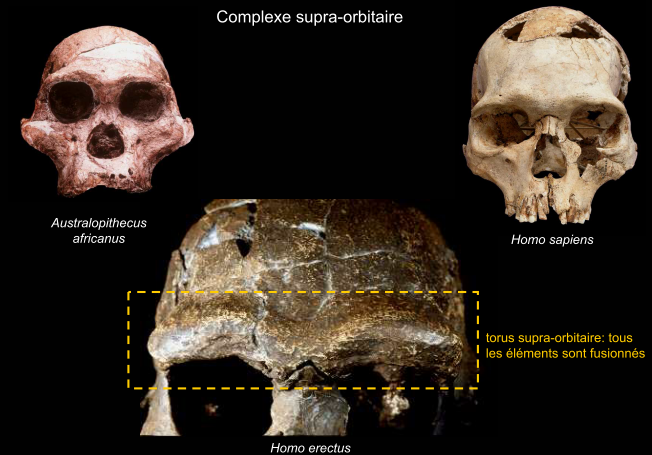 Complexe supra-orbitaire
Australopithecus
africanus
Homo sapiens
torus supra-orbitaire: tous
les éléments sont fusionnés
Homo erectus